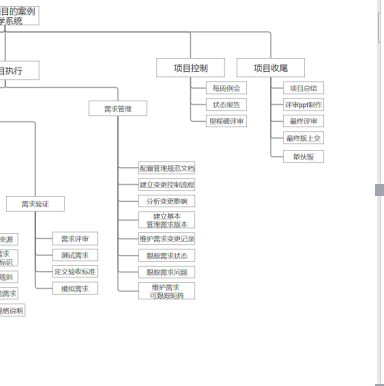 项目的案例
学系统
目执行
项目控制
项目收尾
每周例会
状态报告
里程碑评审
项目总结
评审ppt制作
最终评审
最终版上交
散伙饭
需求管理
配置管理规范文档
建立变更控制流程
分析变更影响
建立基本
管理需求版本
维护需求变更记录
跟踪需求状态
跟踪需求问题
维护需求
可跟踪矩阵
需求验证
需求评审
测试需求
定义验收标准
模拟需求
来源
需求
标识
规则
能需求
规格说明